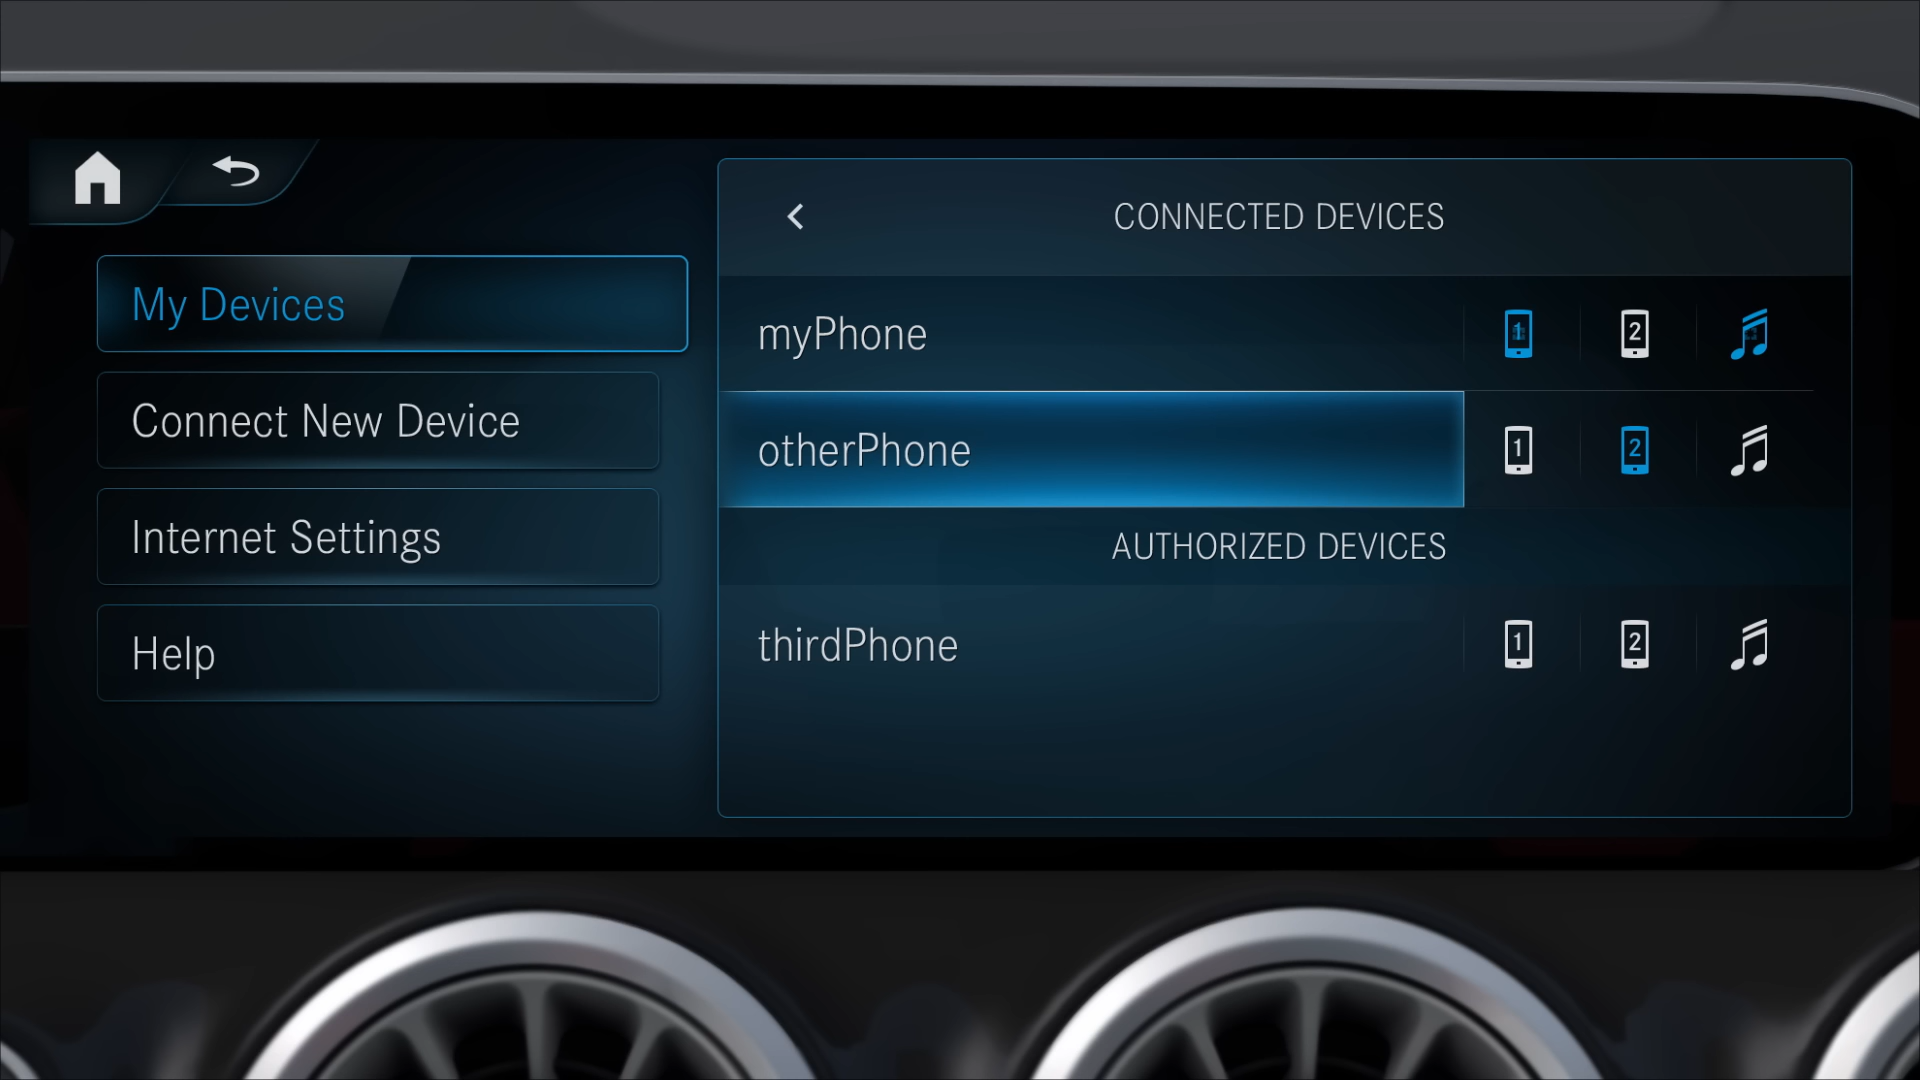 My Devices
Connect New Device
Internet Settings
Help
CONNECTED DEVICES
myPhone 1 2
otherPhone 1 2
AUTHORIZED DEVICES
thirdPhone 1 2